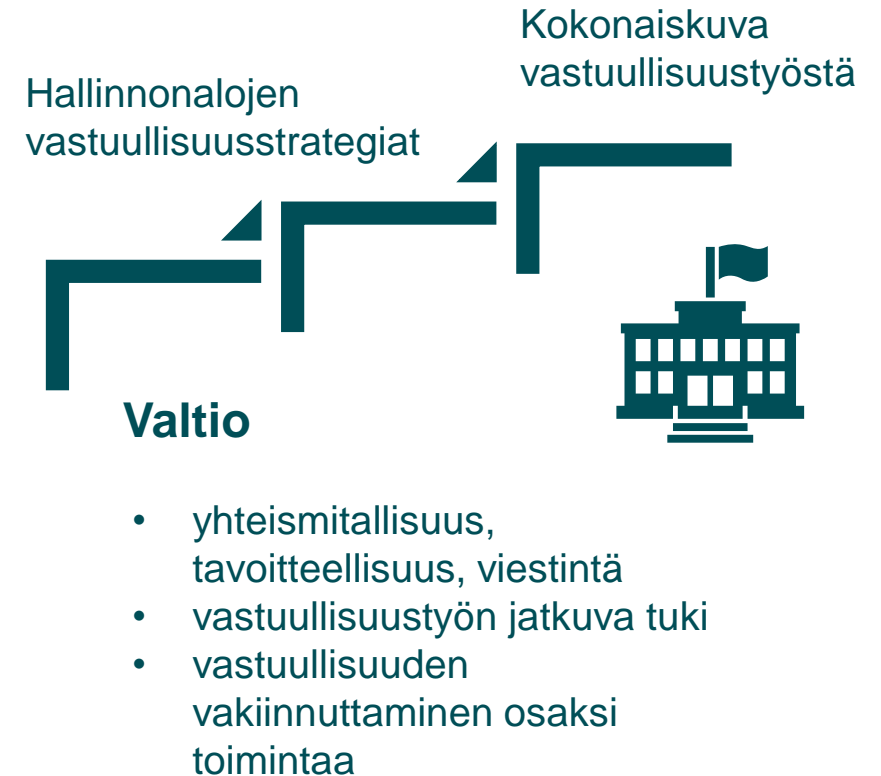 Kokonaiskuva
vastuullisuustyöstä
Hallinnonalojen
vastuullisuusstrategiat
Valtio
• yhteismitallisuus,
tavoitteellisuus, viestintä
• vastuullisuustyön jatkuva tuki
• vastuullisuuden
vakiinnuttaminen osaksi
toimintaa